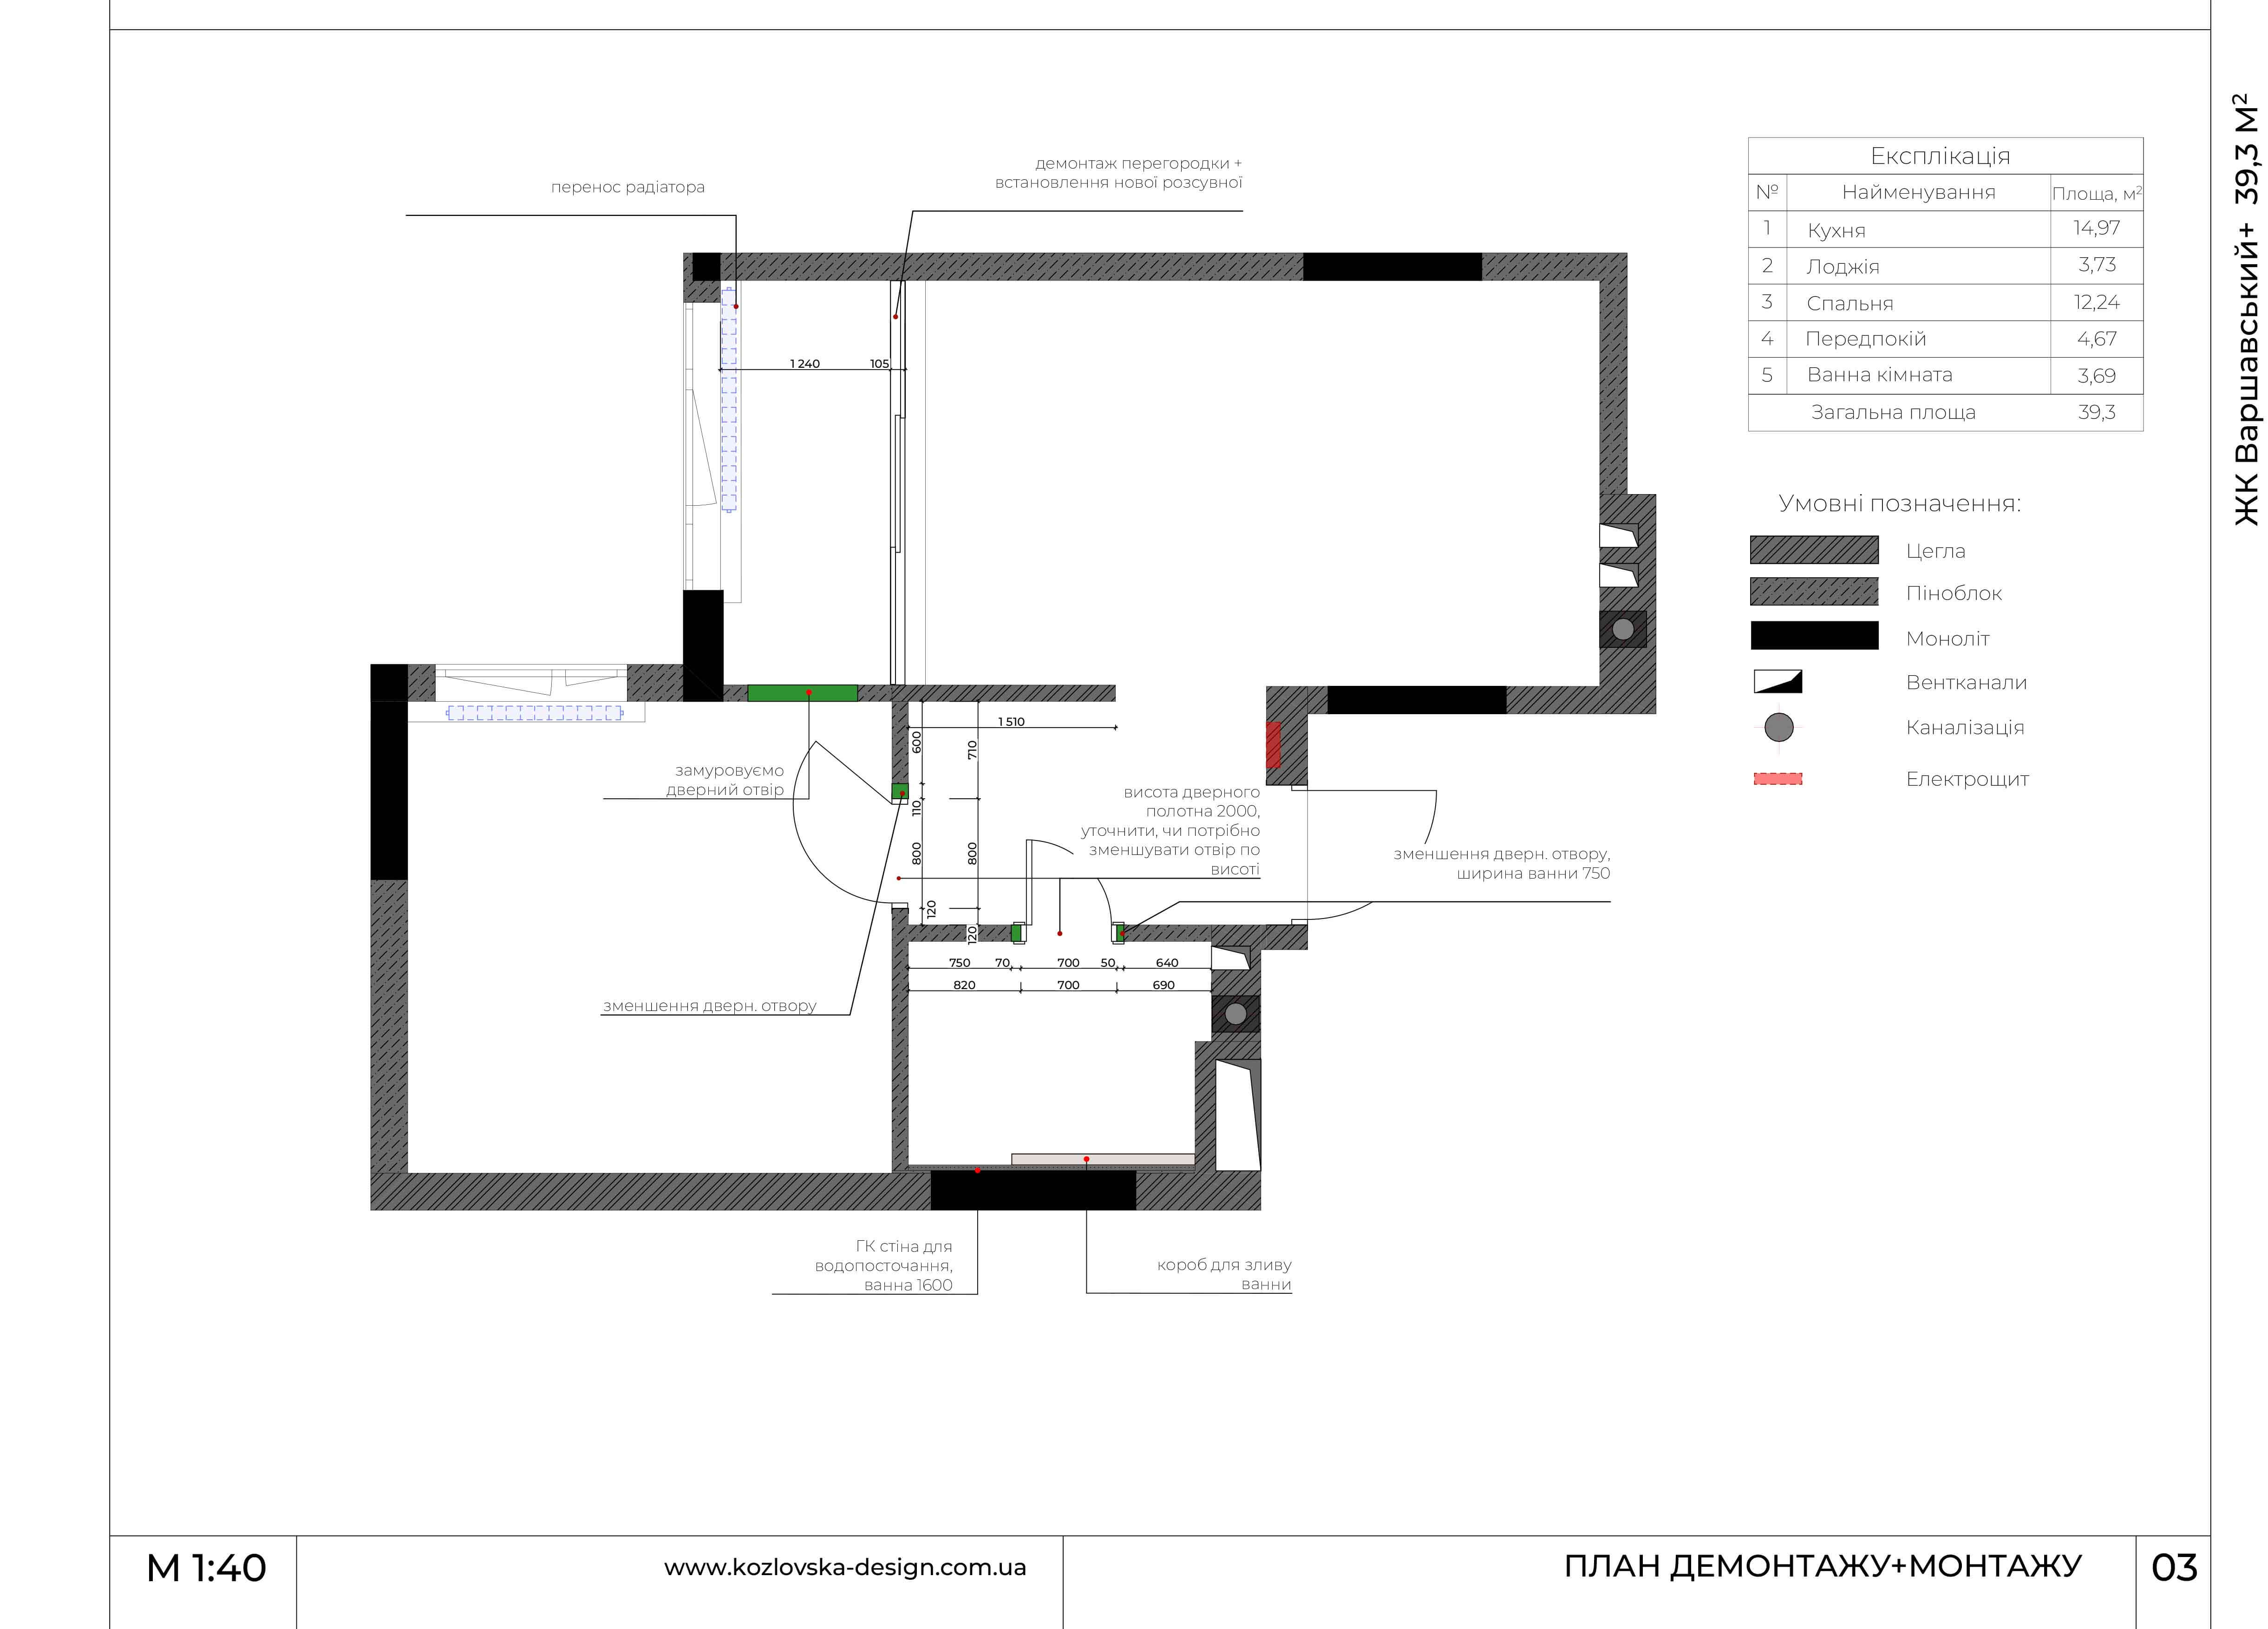 перенос радіатора
демонтаж перегородки +
встановлення нової розсувної
Експлікація
№ Найменування Площа, м²
1 Кухня 14,97
2 Лоджія 3,73
3 Спальня 12,24
4 Передпокій 4,67
5 Ванна кімната 3,69
Загальна площа 39,3
ЖК Варшавський+ 39,3 М²
Умовні позначення:
Цегла
Піноблок
Моноліт
Вентканали
Каналізація
Електрощит
1 240 105
1 510
600
710
110
800
800
120
120
замуровуємо
дверний отвір
висота дверного
полотна 2000,
уточнити, чи потрібно
зменшувати отвір по
висоті
зменшення дверн. отвору,
ширина ванни 750
750 70 700 50 640
820 700 690
зменшення дверн. отвору
ГК стіна для
водопосточання,
ванна 1600
короб для зливу
ванни
М 1:40
www.kozlovska-design.com.ua
ПЛАН ДЕМОНТАЖУ+МОНТАЖУ
03